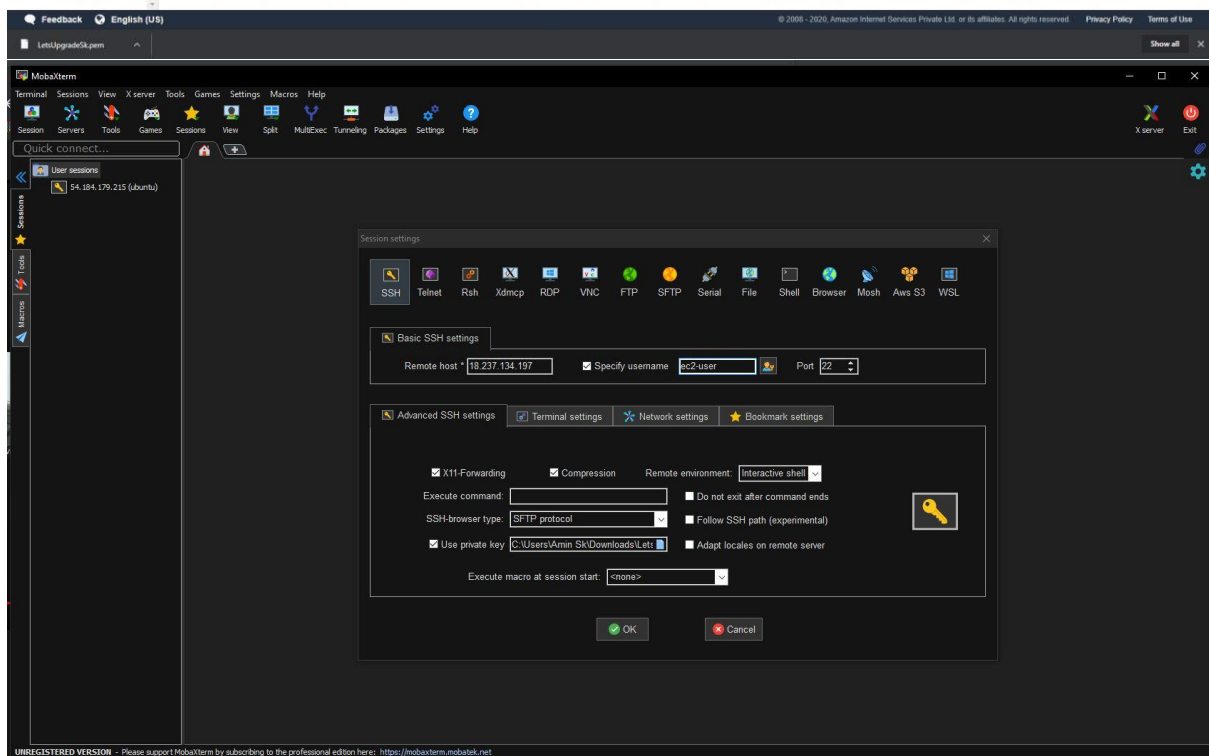 Feedback English (US) © 2008 - 2020, Amazon Internet Services Private Ltd. or its affiliates. All rights reserved. Privacy Policy Terms of Use
LetsUpgradeSk.pem Show all
MobaXterm
Terminal Sessions View X server Tools Games Settings Macros Help
Session Servers Tools Games Sessions View Split MultiExec Tunneling Packages Settings Help X server Exit
Quick connect...
User sessions
54.184.179.215 (ubuntu)
Sessions
Tools
Macros
Session settings
SSH Telnet Rsh Xdmcp RDP VNC FTP SFTP Serial File Shell Browser Mosh Aws S3 WSL
Basic SSH settings
Remote host * 18.237.134.197 Specify username ec2-user Port 22
Advanced SSH settings Terminal settings Network settings Bookmark settings
X11-Forwarding Compression Remote environment: Interactive shell
Execute command: Do not exit after command ends
SSH-browser type: SFTP protocol Follow SSH path (experimental)
Use private key C:\Users\Amin Sk\Downloads\Lets Adapt locales on remote server
Execute macro at session start: <none>
OK Cancel
UNREGISTERED VERSION - Please support MobaXterm by subscribing to the professional edition here: https://mobaxterm.mobatek.net